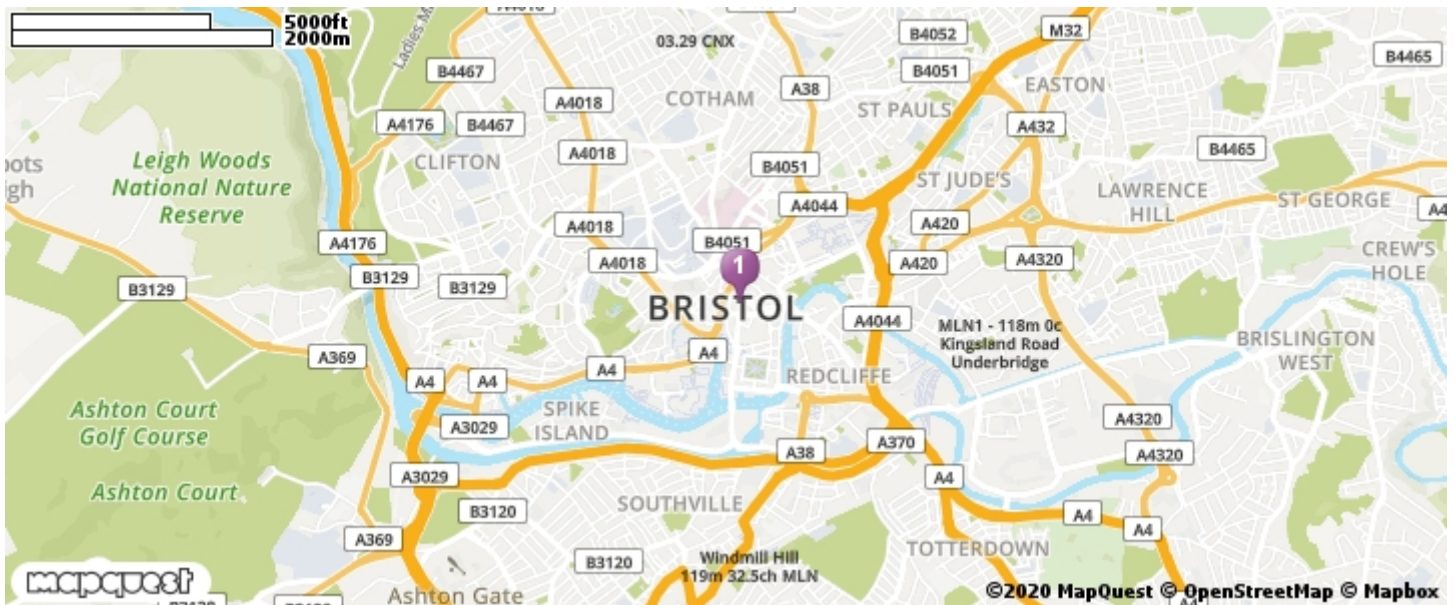 5000ft
2000m
A4018
Ladies M
03.29 CNX
B4052
M32
B4465
B4467
B4051
EASTON
A4018
COTHAM
A38
ST PAULS
A4176
B4467
A432
CLIFTON
A4018
B4051
B4465
Leigh Woods
National Nature
Reserve
ST JUDE'S
LAWRENCE
HILL
ST GEORGE
A4044
A4
A4018
A420
A4176
B4051
CREW'S
HOLE
A4018
A420
A4320
B3129
B3129
B3129
1
BRISTOL
A4044
MLN1 - 118m 0c
Kingsland Road
Underbridge
BRISLINGTON
WEST
A369
A4
A4
A4
A4
REDCLIFFE
Ashton Court
Golf Course
SPIKE
ISLAND
A3029
A4320
A38
A370
A4320
A3029
A4
Ashton Court
SOUTHVILLE
B3120
A4
A4
A369
TOTTERDOWN
B3120
Windmill Hill
119m 32.5ch MLN
mapquest
Ashton Gate
©2020 MapQuest © OpenStreetMap © Mapbox